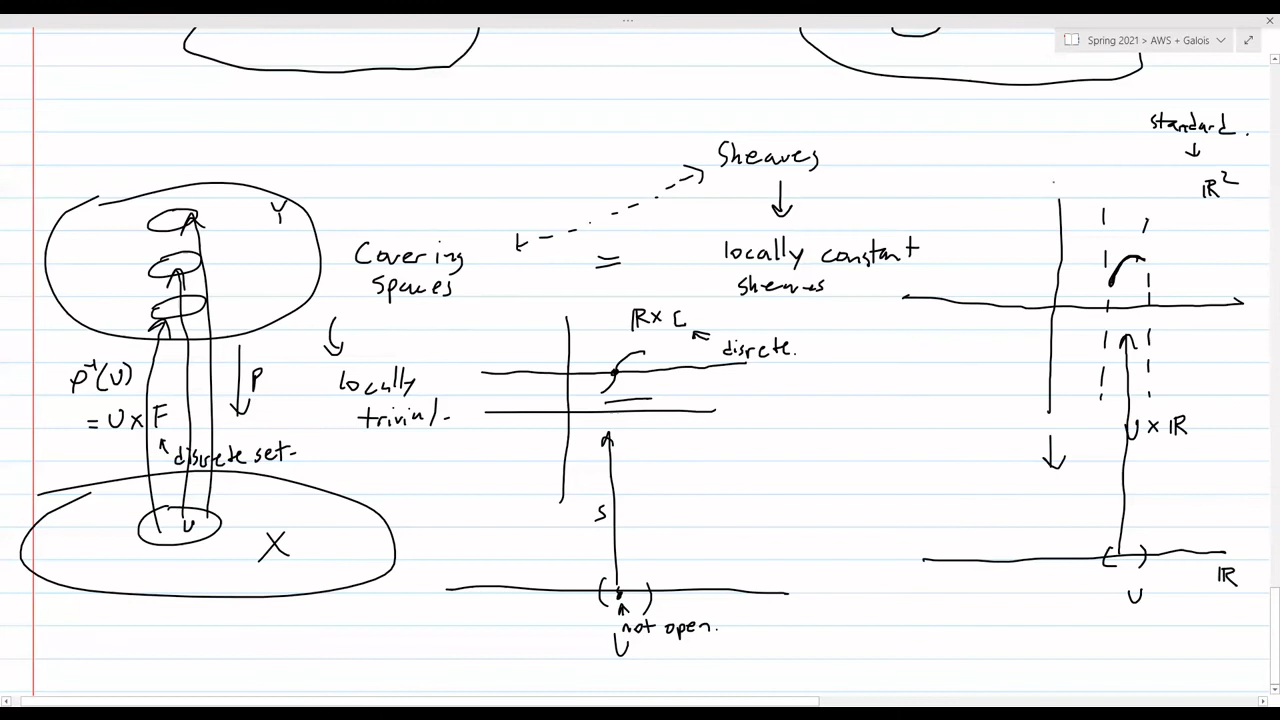 Spring 2021 > AWS + Galois
standard.
ℝ²
Sheaves
Y
Covering
spaces
=
locally constant
sheaves
ℝ×
discrete.
p⁻¹(U)
= U × F
discrete set
P
locally
trivial.
U × ℝ
S
U
X
ℝ
U
not open.
U